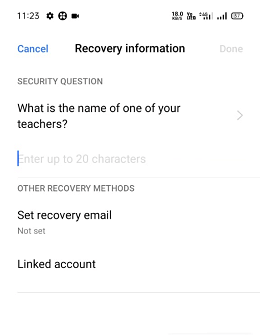 11:23
18.0 KB/S 57
Cancel Recovery information Done
SECURITY QUESTION
What is the name of one of your
teachers?
Enter up to 20 characters
OTHER RECOVERY METHODS
Set recovery email
Not set
Linked account